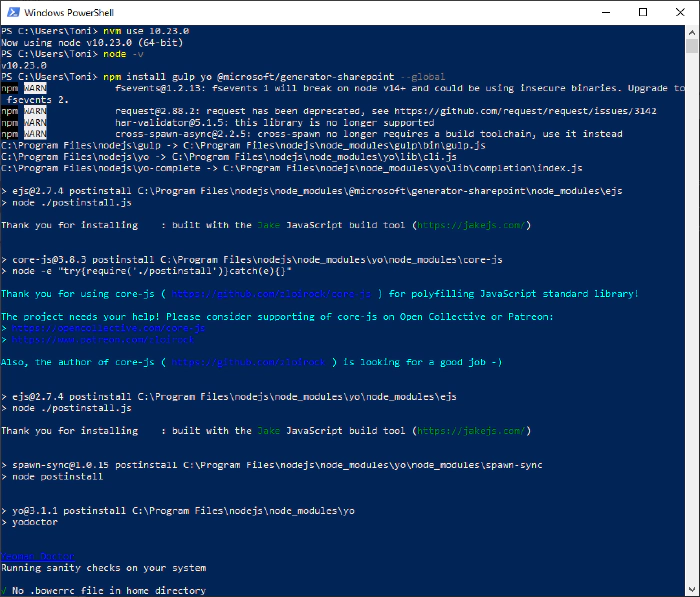 Windows PowerShell
PS C:\Users\Toni> nvm use 10.23.0
Now using node v10.23.0 (64-bit)
PS C:\Users\Toni> node -v
v10.23.0
PS C:\Users\Toni> npm install gulp yo @microsoft/generator-sharepoint --global
npm WARN fsevents@1.2.13: fsevents 1 will break on node v14+ and could be using insecure binaries. Upgrade to
fsevents 2.
npm WARN request@2.88.2: request has been deprecated, see https://github.com/request/request/issues/3142
npm WARN har-validator@5.1.5: this library is no longer supported
npm WARN cross-spawn-async@2.2.5: cross-spawn no longer requires a build toolchain, use it instead
C:\Program Files\nodejs\gulp -> C:\Program Files\nodejs\node_modules\gulp\bin\gulp.js
C:\Program Files\nodejs\yo -> C:\Program Files\nodejs\node_modules\yo\lib\cli.js
C:\Program Files\nodejs\yo-complete -> C:\Program Files\nodejs\node_modules\yo\lib\completion\index.js
> ejs@2.7.4 postinstall C:\Program Files\nodejs\node_modules\@microsoft\generator-sharepoint\node_modules\ejs
> node ./postinstall.js
Thank you for installing : built with the Jake JavaScript build tool (https://jakejs.com/)
> core-js@3.8.3 postinstall C:\Program Files\nodejs\node_modules\yo\node_modules\core-js
> node -e "try{require('./postinstall')}catch(e){}"
Thank you for using core-js ( https://github.com/zloirock/core-js ) for polyfilling JavaScript standard library!
The project needs your help! Please consider supporting of core-js on Open Collective or Patreon:
> https://opencollective.com/core-js
> https://www.patreon.com/zloirock
Also, the author of core-js ( https://github.com/zloirock ) is looking for a good job -)
> ejs@2.7.4 postinstall C:\Program Files\nodejs\node_modules\yo\node_modules\ejs
> node ./postinstall.js
Thank you for installing : built with the Jake JavaScript build tool (https://jakejs.com/)
> spawn-sync@1.0.15 postinstall C:\Program Files\nodejs\node_modules\yo\node_modules\spawn-sync
> node postinstall
> yo@3.1.1 postinstall C:\Program Files\nodejs\node_modules\yo
> yodoctor
Yeoman Doctor
Running sanity checks on your system
√ No .bowerrc file in home directory